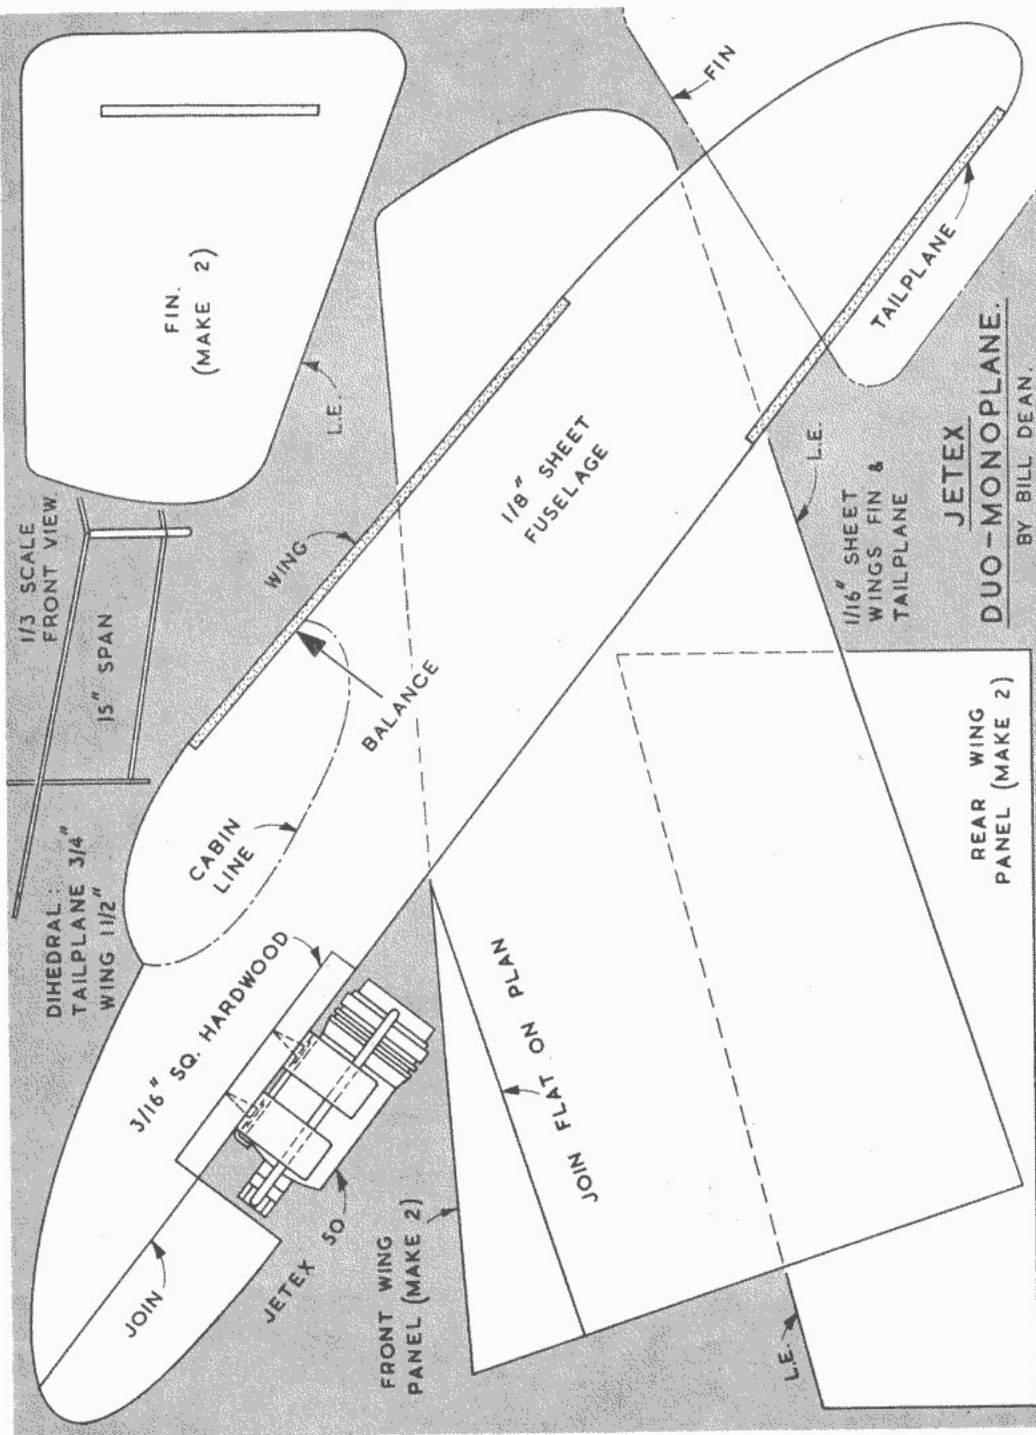 FIN.
(MAKE 2)
L.E.
1/3 SCALE
FRONT VIEW
15" SPAN
DIHEDRAL :
TAILPLANE 3/4"
WING 1 1/2"
FIN
WING
BALANCE
CABIN
LINE
1/8" SHEET
FUSELAGE
TAILPLANE
3/16" SQ. HARDWOOD
JOIN
JETEX 50
FRONT WING
PANEL (MAKE 2)
JOIN FLAT ON PLAN
L.E.
L.E.
1/16" SHEET
WINGS FIN &
TAILPLANE
REAR WING
PANEL (MAKE 2)
JETEX
DUO-MONOPLANE.
BY BILL DEAN.